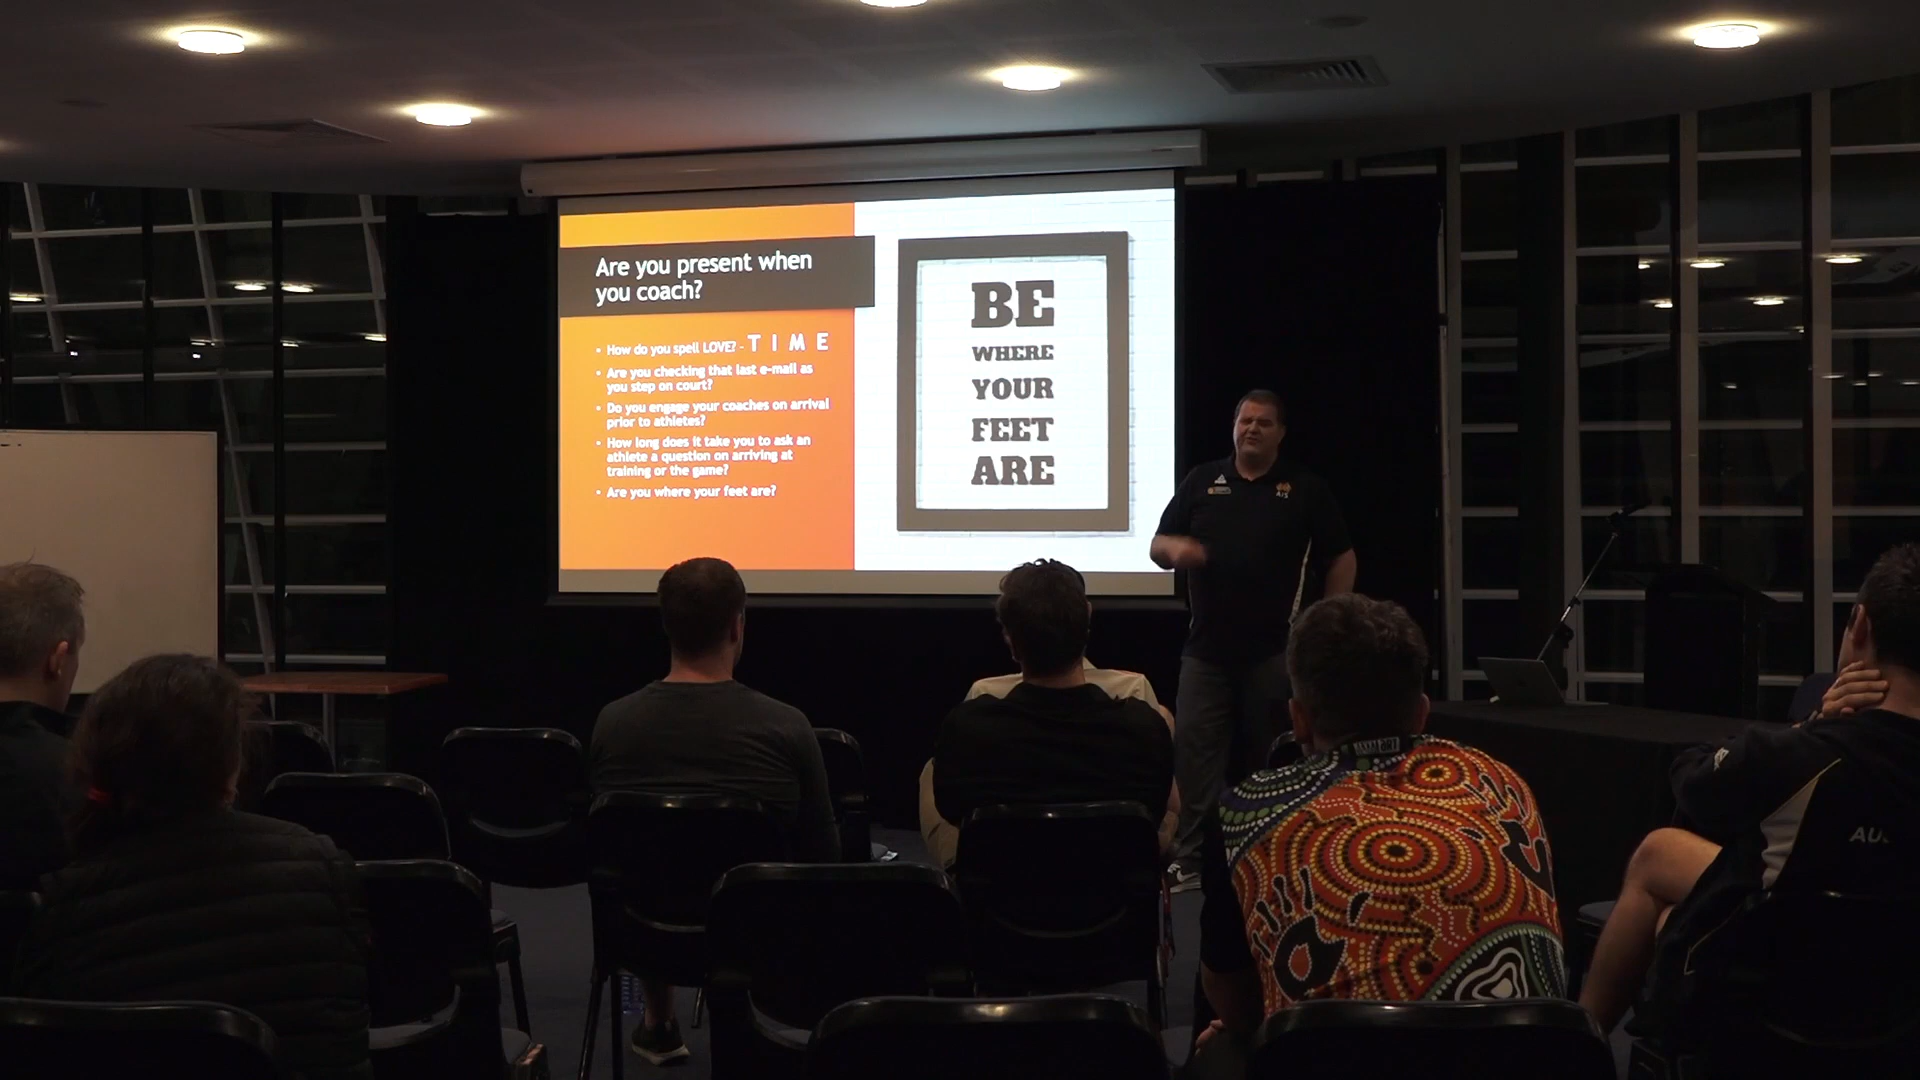 Are you present when
you coach?
• How do you spell LOVE? - T I M E
• Are you checking that last e-mail as
you step on court?
• Do you engage your coaches on arrival
prior to athletes?
• How long does it take you to ask an
athlete a question on arriving at
training or the game?
• Are you where your feet are?
BE
WHERE
YOUR
FEET
ARE
AIS
AU